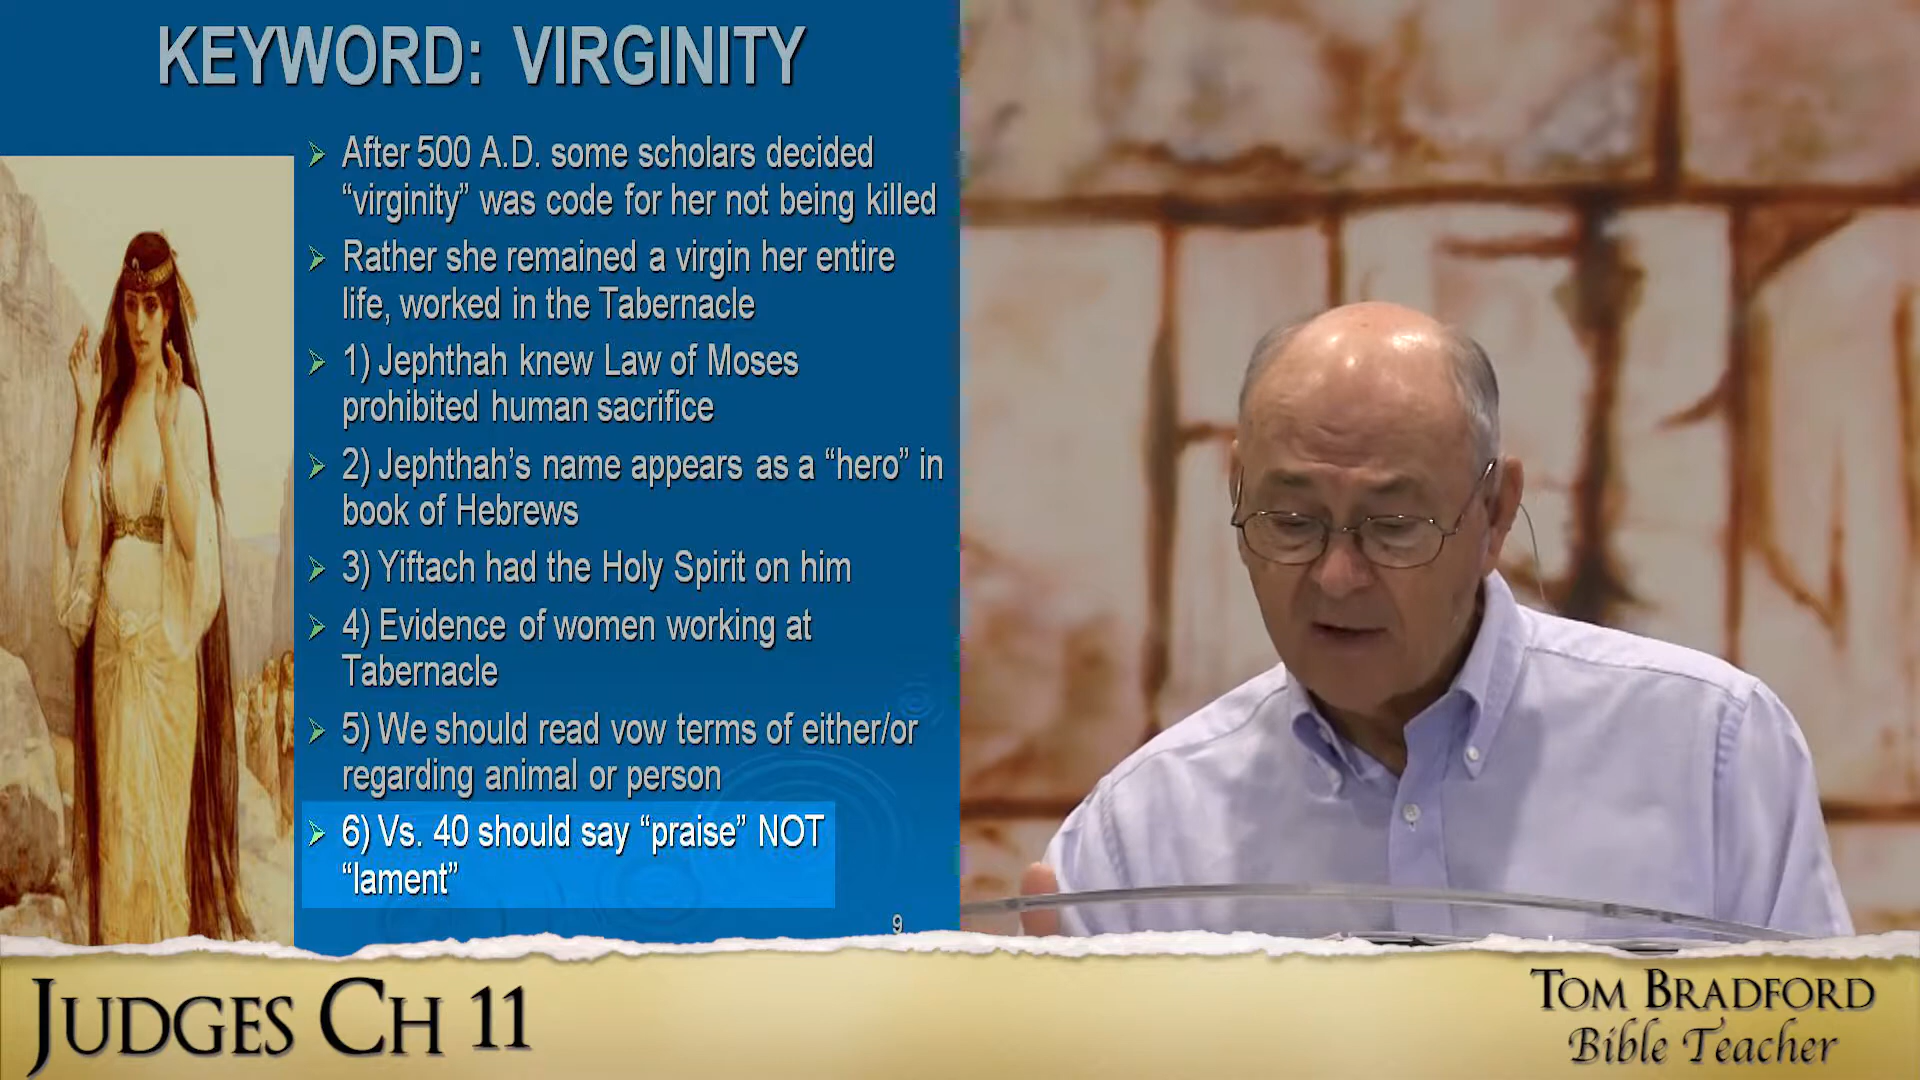 KEYWORD: VIRGINITY
After 500 A.D. some scholars decided
“virginity” was code for her not being killed
Rather she remained a virgin her entire
life, worked in the Tabernacle
1) Jephthah knew Law of Moses
prohibited human sacrifice
2) Jephthah’s name appears as a “hero” in
book of Hebrews
3) Yiftach had the Holy Spirit on him
4) Evidence of women working at
Tabernacle
5) We should read vow terms of either/or
regarding animal or person
6) Vs. 40 should say “praise” NOT
“lament”
9
JUDGES CH 11
TOM BRADFORD
Bible Teacher